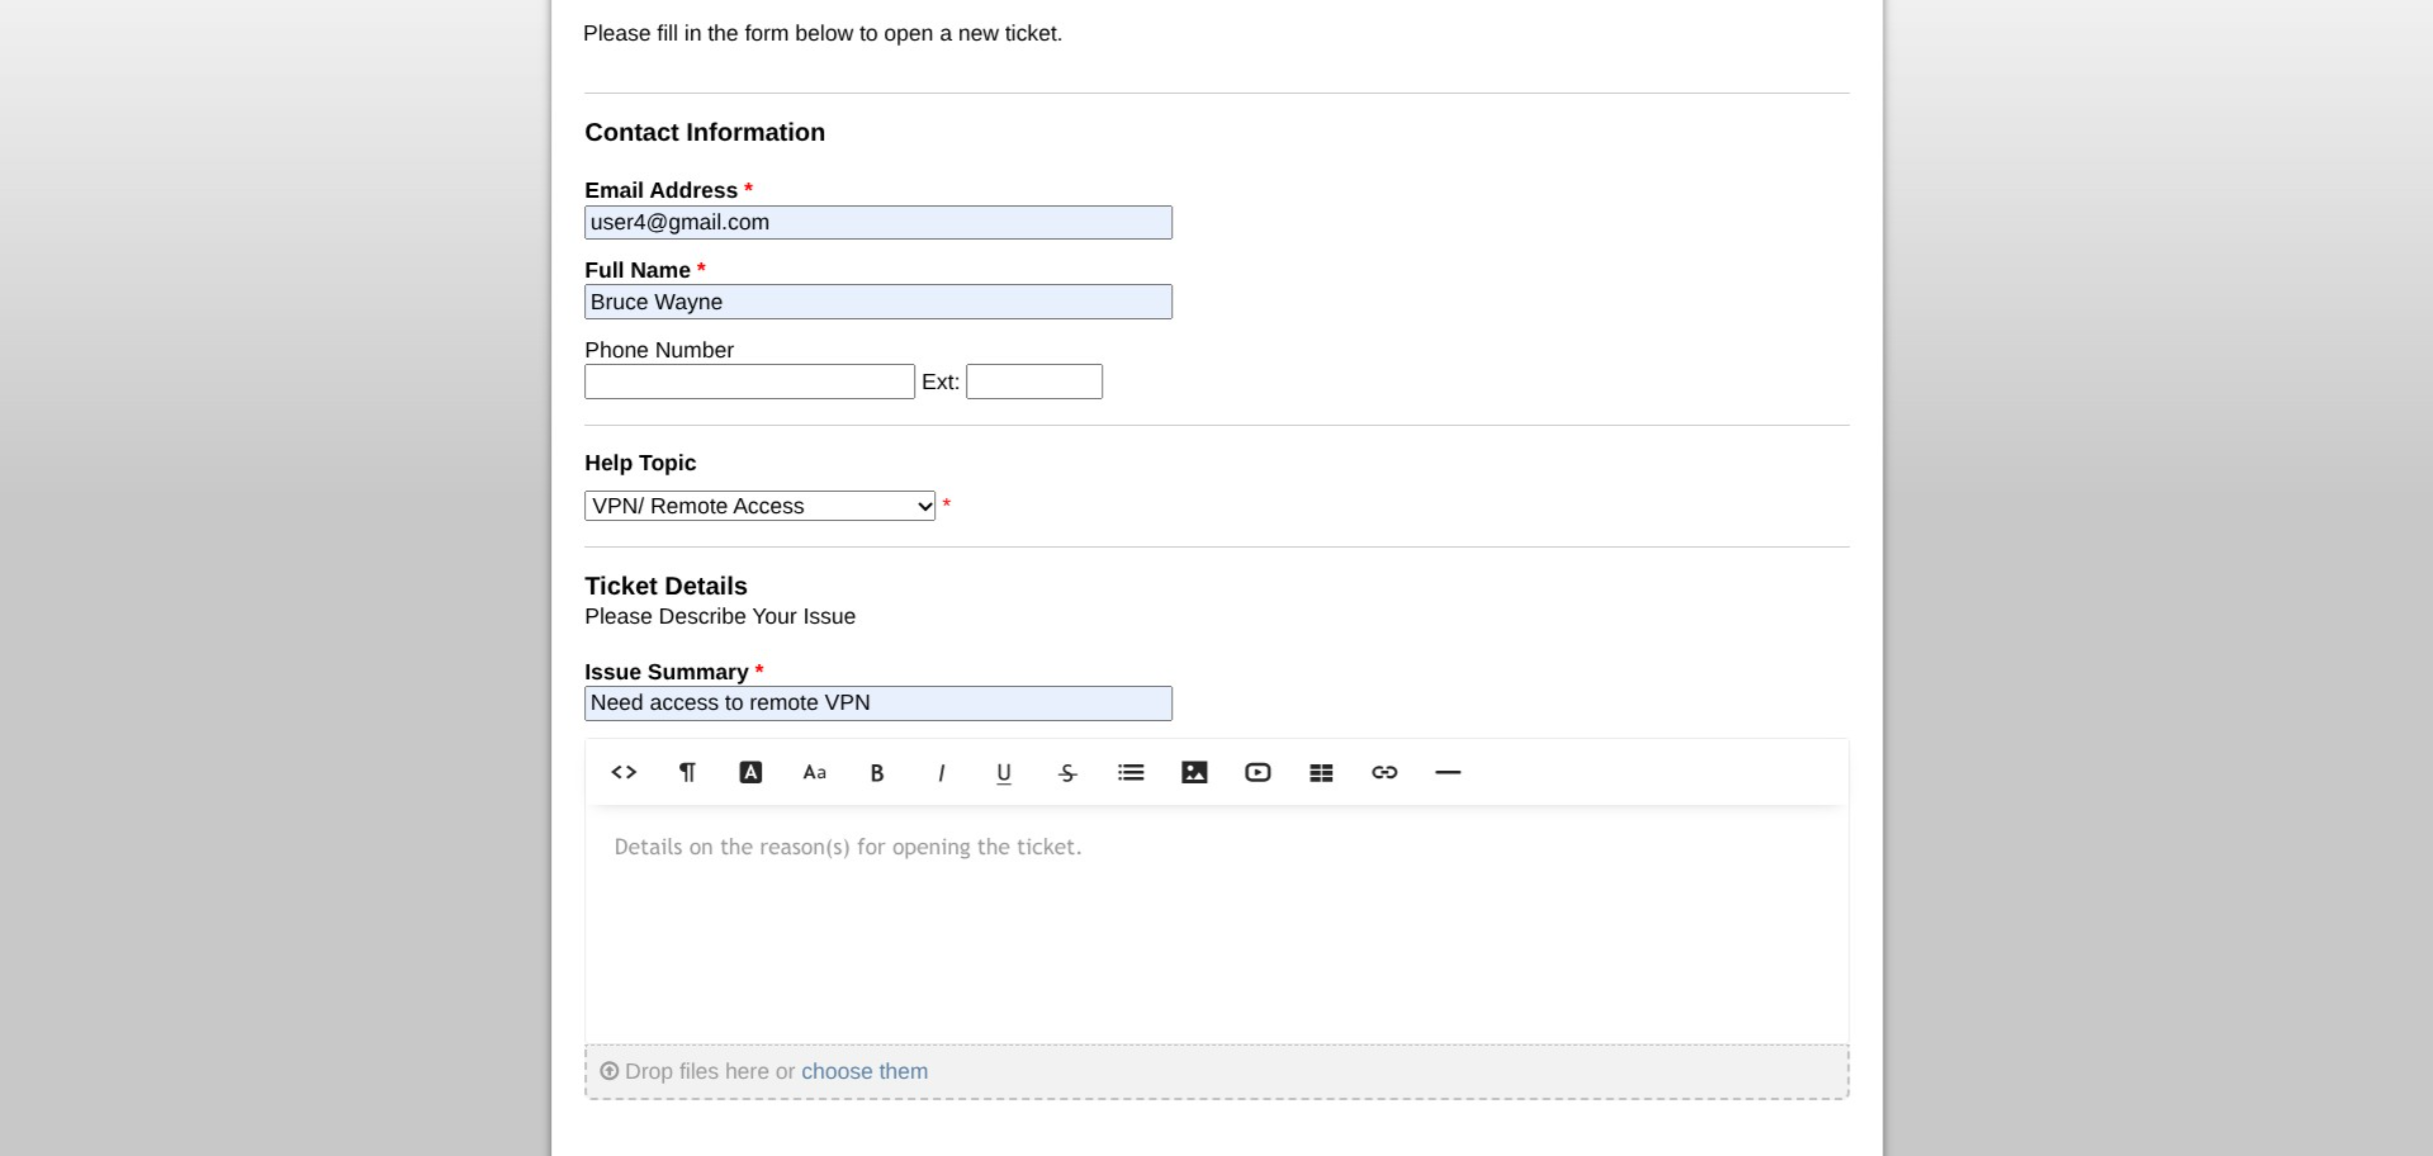 Please fill in the form below to open a new ticket.
Contact Information
Email Address *
user4@gmail.com
Full Name *
Bruce Wayne
Phone Number
Ext:
Help Topic
VPN/ Remote Access *
Ticket Details
Please Describe Your Issue
Issue Summary *
Need access to remote VPN
<> ¶ A Aa B I U S
Details on the reason(s) for opening the ticket.
Drop files here or choose them